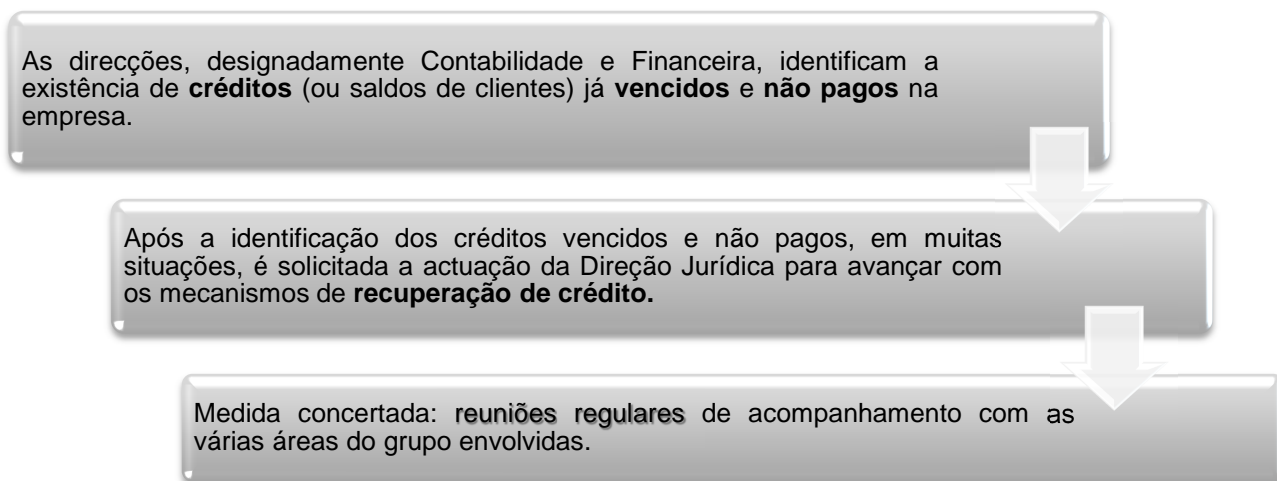 As direcções, designadamente Contabilidade e Financeira, identificam a
existência de créditos (ou saldos de clientes) já vencidos e não pagos na
empresa.
Após a identificação dos créditos vencidos e não pagos, em muitas
situações, é solicitada a actuação da Direção Jurídica para avançar com
os mecanismos de recuperação de crédito.
Medida concertada: reuniões regulares de acompanhamento com as
várias áreas do grupo envolvidas.